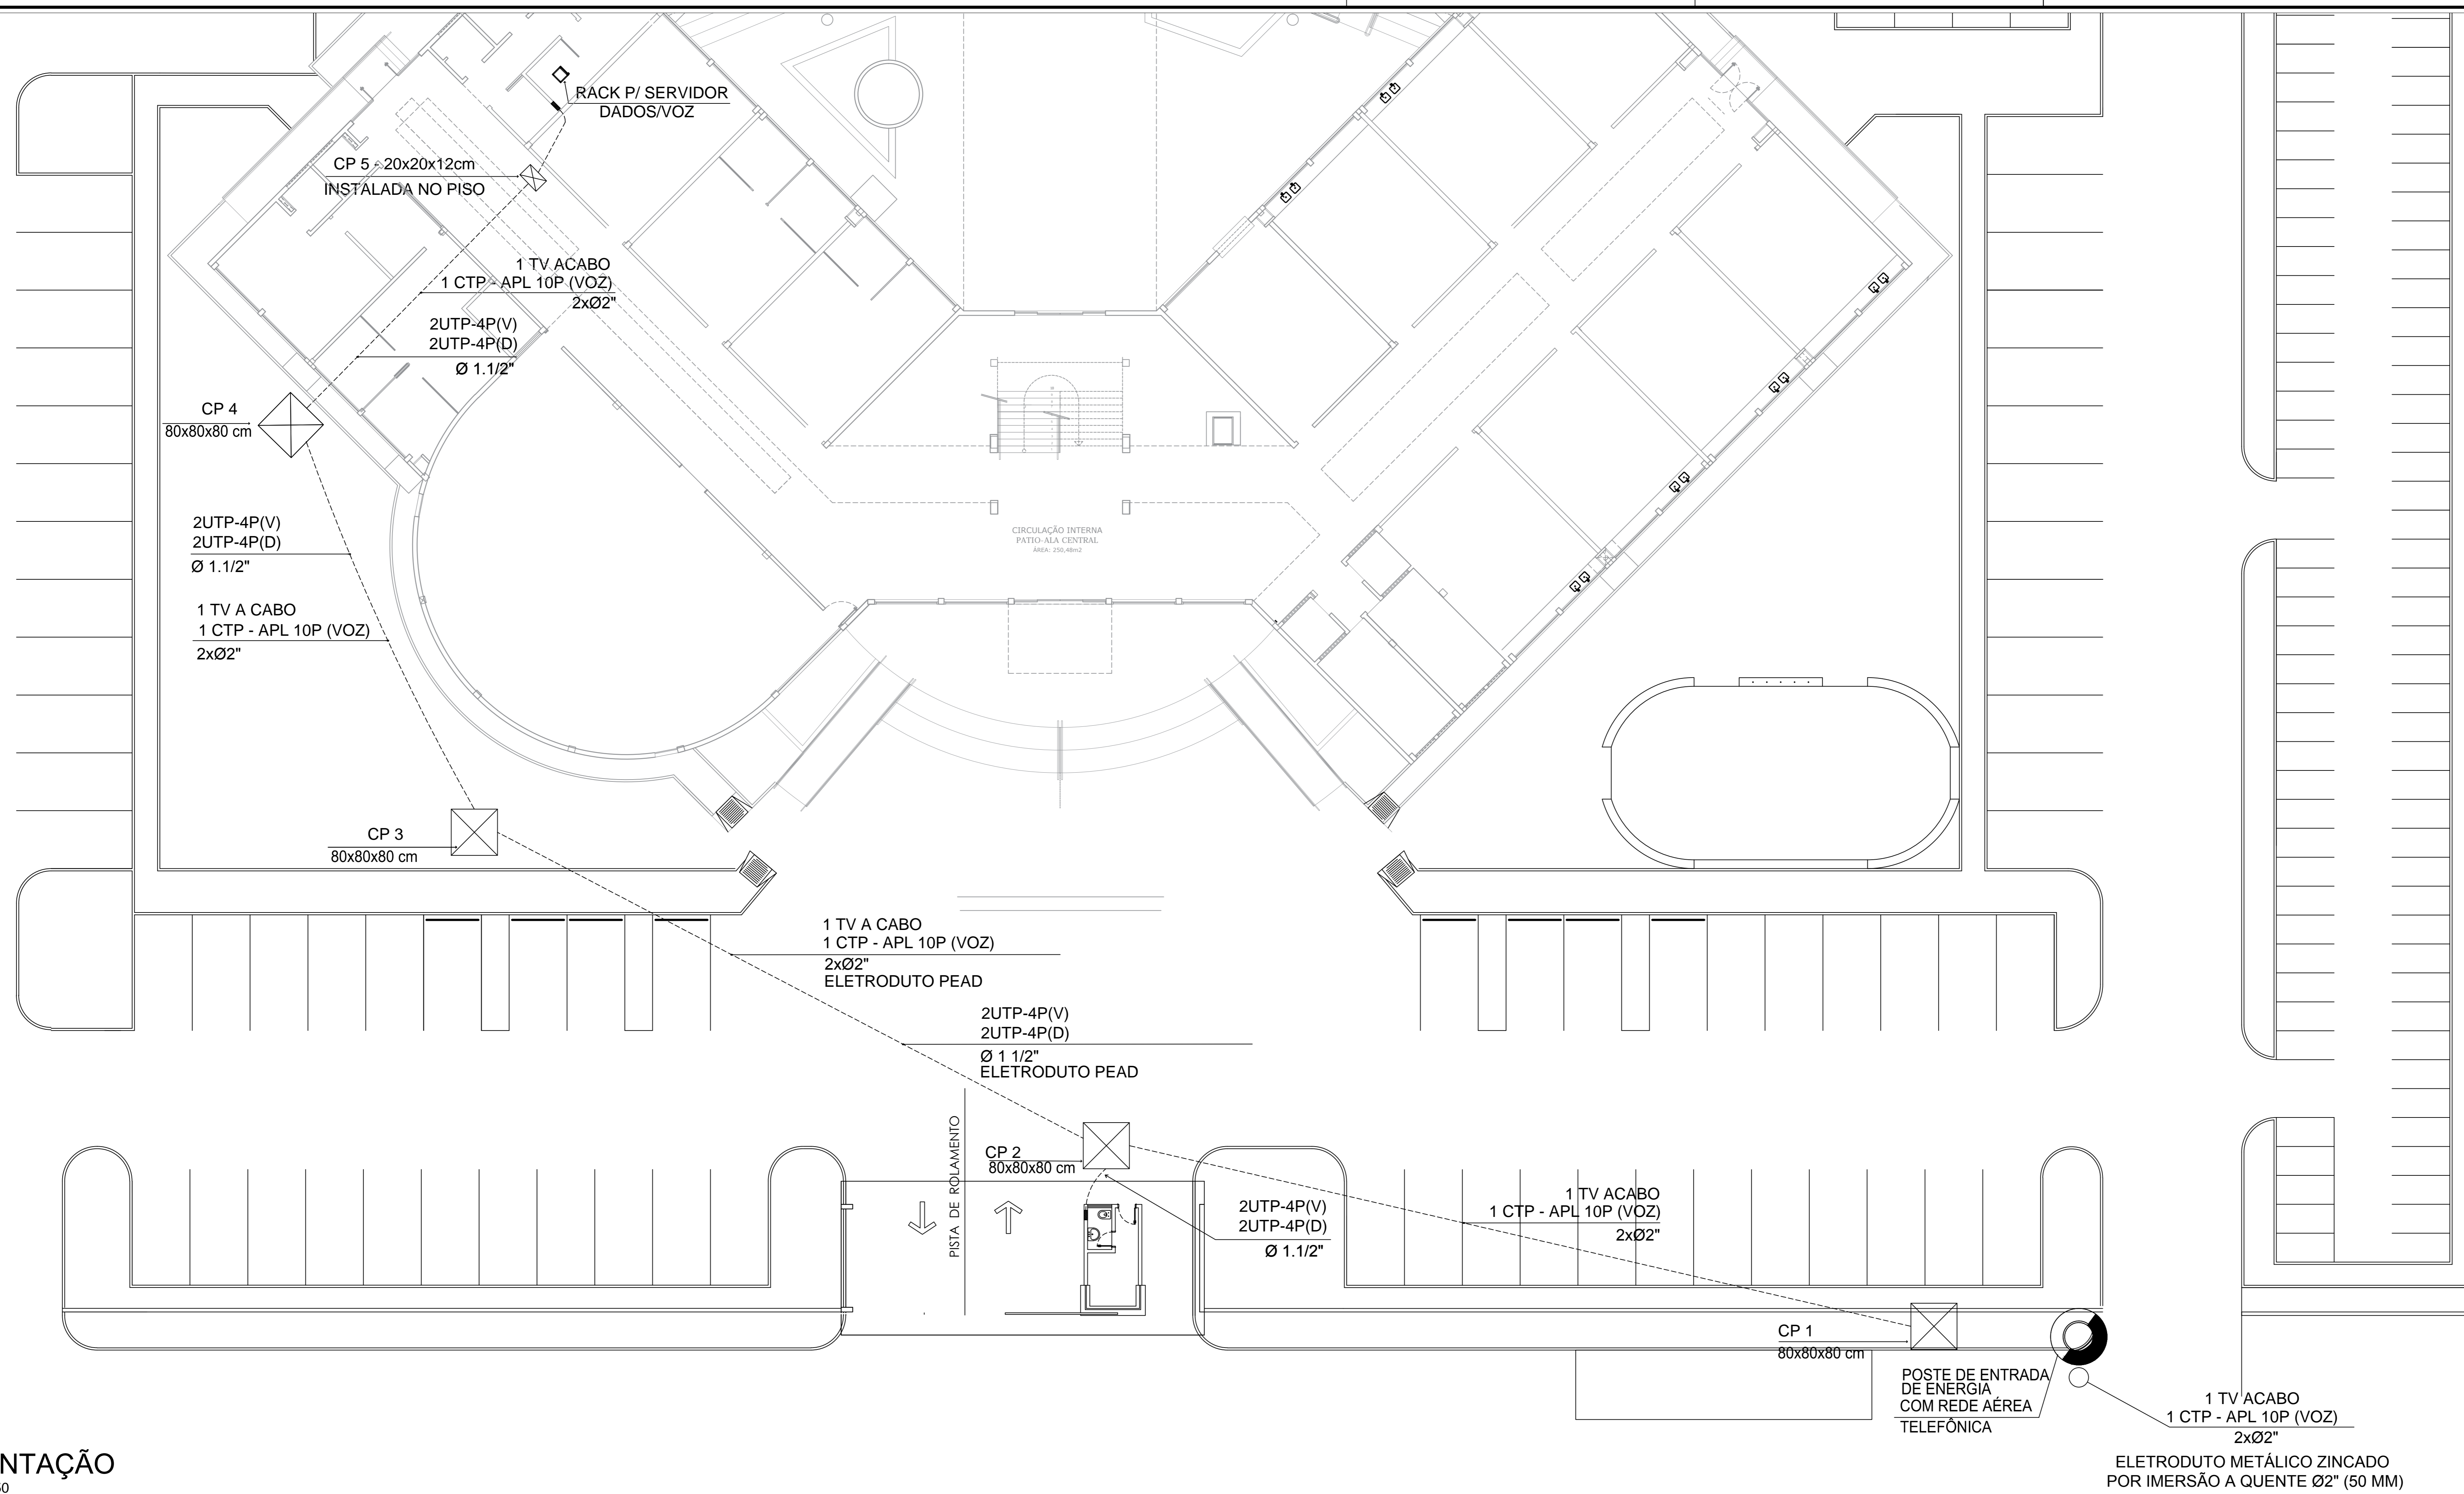 RACK P/ SERVIDOR
DADOS/VOZ
CP 5 - 20x20x12cm
INSTALADA NO PISO
1 TV ACABO
1 CTP - APL 10P (VOZ)
2xØ2"
2UTP-4P(V)
2UTP-4P(D)
Ø 1.1/2"
CP 4
80x80x80 cm
2UTP-4P(V)
2UTP-4P(D)
Ø 1.1/2"
1 TV A CABO
1 CTP - APL 10P (VOZ)
2xØ2"
CIRCULAÇÃO INTERNA
PATIO-ALA CENTRAL
ÁREA: 250,48m2
CP 3
80x80x80 cm
1 TV A CABO
1 CTP - APL 10P (VOZ)
2xØ2"
ELETRODUTO PEAD
2UTP-4P(V)
2UTP-4P(D)
Ø 1 1/2"
ELETRODUTO PEAD
PISTA DE ROLAMENTO
CP 2
80x80x80 cm
2UTP-4P(V)
2UTP-4P(D)
Ø 1.1/2"
1 TV ACABO
1 CTP - APL 10P (VOZ)
2xØ2"
CP 1
80x80x80 cm
POSTE DE ENTRADA
DE ENERGIA
COM REDE AÉREA
TELEFÔNICA
1 TV ACABO
1 CTP - APL 10P (VOZ)
2xØ2"
ELETRODUTO METÁLICO ZINCADO
POR IMERSÃO A QUENTE Ø2" (50 MM)
NTAÇÃO